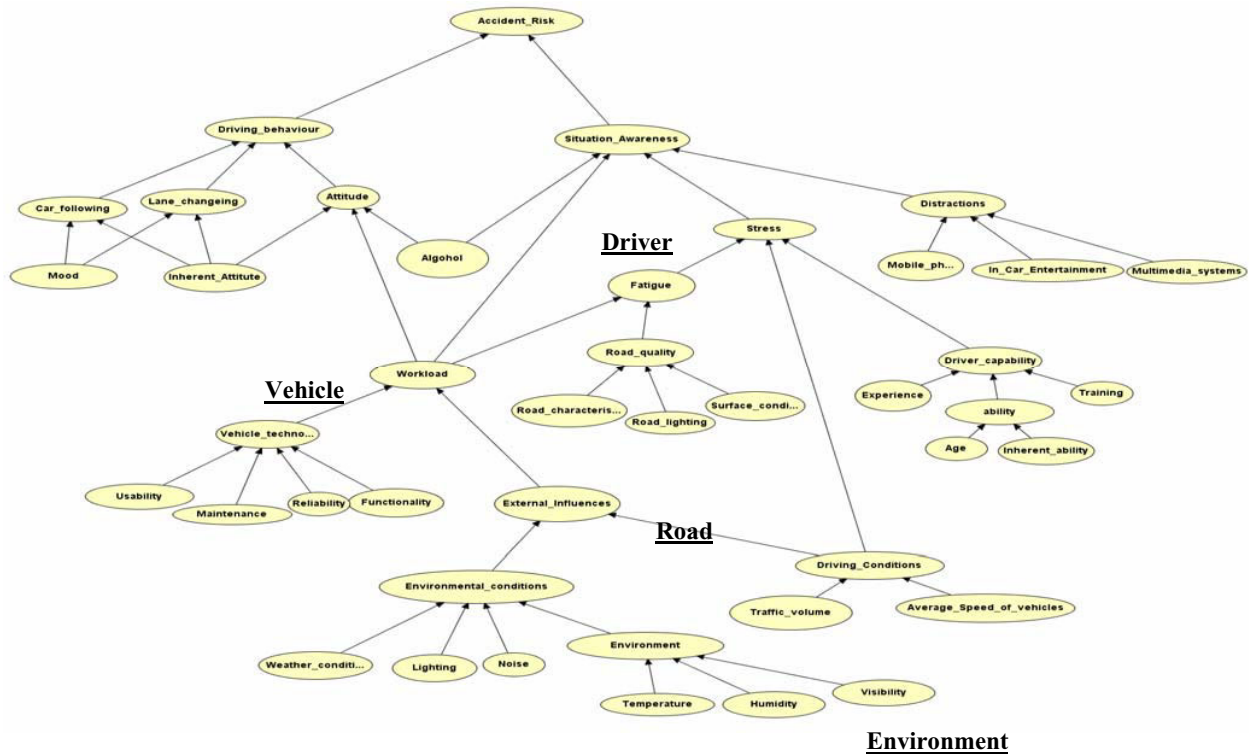 Accident_Risk
Driving_behaviour
Situation_Awareness
Car_following
Lane_changeing
Attitude
Distractions
Stress
Driver
Algohol
Mood
Inherent_Attitute
Mobile_ph...
In_Car_Entertainment
Multimedia_systems
Fatigue
Road_quality
Driver_capability
Workload
Vehicle
Experience
Training
Road_characteris...
Surface_condi...
Road_lighting
ability
Vehicle_techno...
Age
Inherent_ability
Usability
Maintenance
Reliability
Functionality
External_Influences
Road
Driving_Conditions
Environmental_conditions
Traffic_volume
Average_Speed_of_vehicles
Environment
Weather_conditi...
Lighting
Noise
Visibility
Temperature
Humidity
Environment